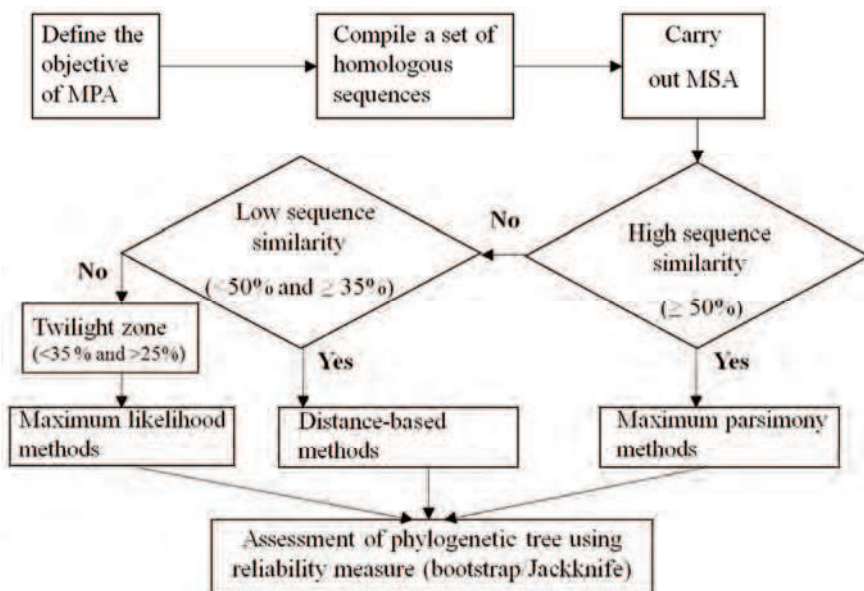 Define the
objective
of MPA
Compile a set of
homologous
sequences
Carry
out MSA
High sequence
similarity
(≥ 50%)
No
Yes
Low sequence
similarity
(<50% and ≥ 35%)
No
Yes
Twilight zone
(<35% and >25%)
Maximum likelihood
methods
Distance-based
methods
Maximum parsimony
methods
Assessment of phylogenetic tree using
reliability measure (bootstrap/Jackknife)